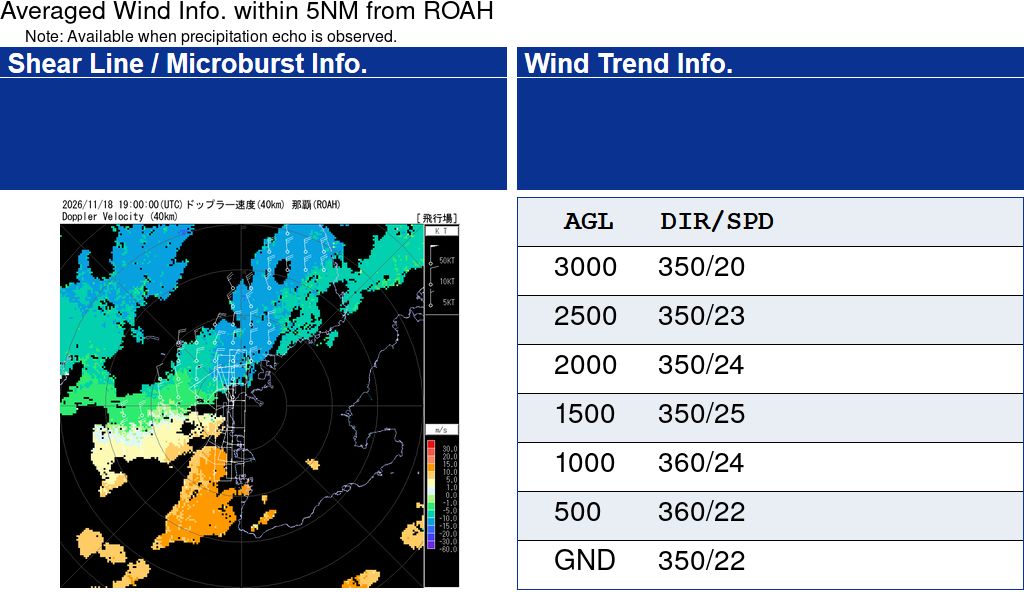 Averaged Wind Info. within 5NM from ROAH
Note: Available when precipitation echo is observed.
Shear Line / Microburst Info.
Wind Trend Info.
2026/11/18 19:00:00(UTC) ドップラー速度(40km) 那覇(ROAH)
Doppler Velocity (40km)
[飛行場]
KT
50KT
10KT
5KT
m/s
30.0
20.0
15.0
10.0
5.0
1.0
0.0
-1.0
-5.0
-10.0
-15.0
-20.0
-30.0
-60.0
AGL DIR/SPD
3000 350/20
2500 350/23
2000 350/24
1500 350/25
1000 360/24
500 360/22
GND 350/22